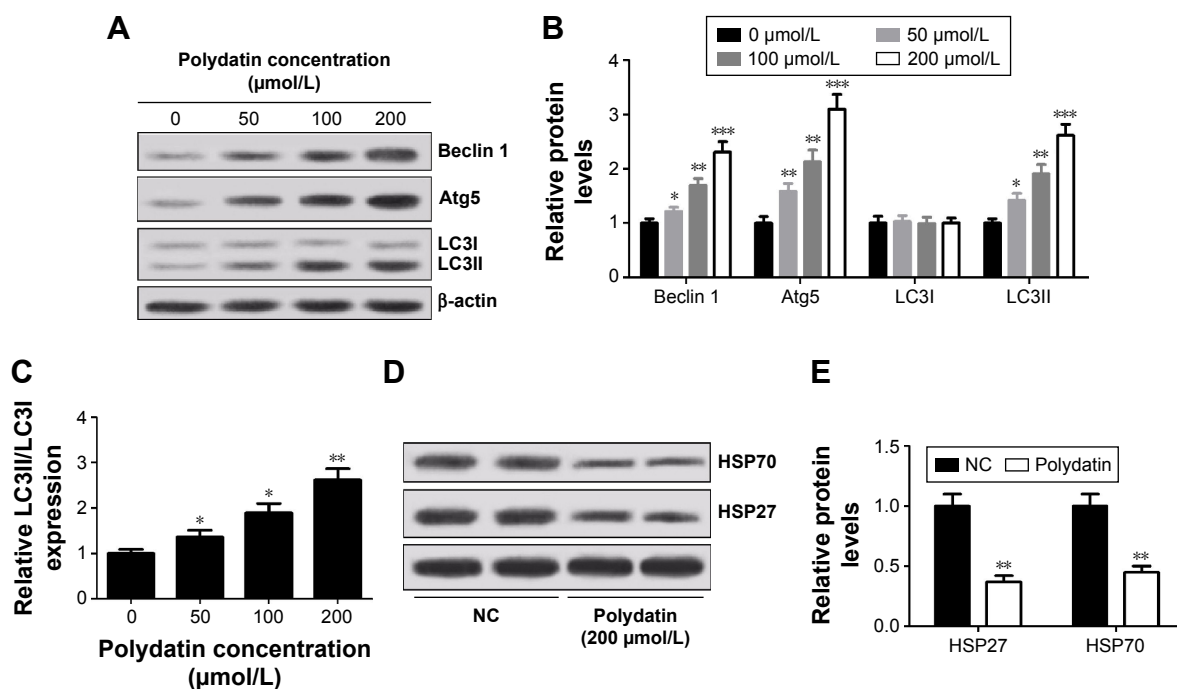 A
Polydatin concentration
(µmol/L)
0 50 100 200
Beclin 1
Atg5
LC3I
LC3II
β-actin
B
0 µmol/L 50 µmol/L
100 µmol/L 200 µmol/L
Relative protein
levels
4
3
2
1
0
* ** ***
** ** ***
* ** ***
Beclin 1 Atg5 LC3I LC3II
C
Relative LC3II/LC3I
expression
4
3
2
1
0
* * **
0 50 100 200
Polydatin concentration
(µmol/L)
D
HSP70
HSP27
NC Polydatin
(200 µmol/L)
E
NC Polydatin
Relative protein
levels
1.5
1.0
0.5
0.0
** **
HSP27 HSP70